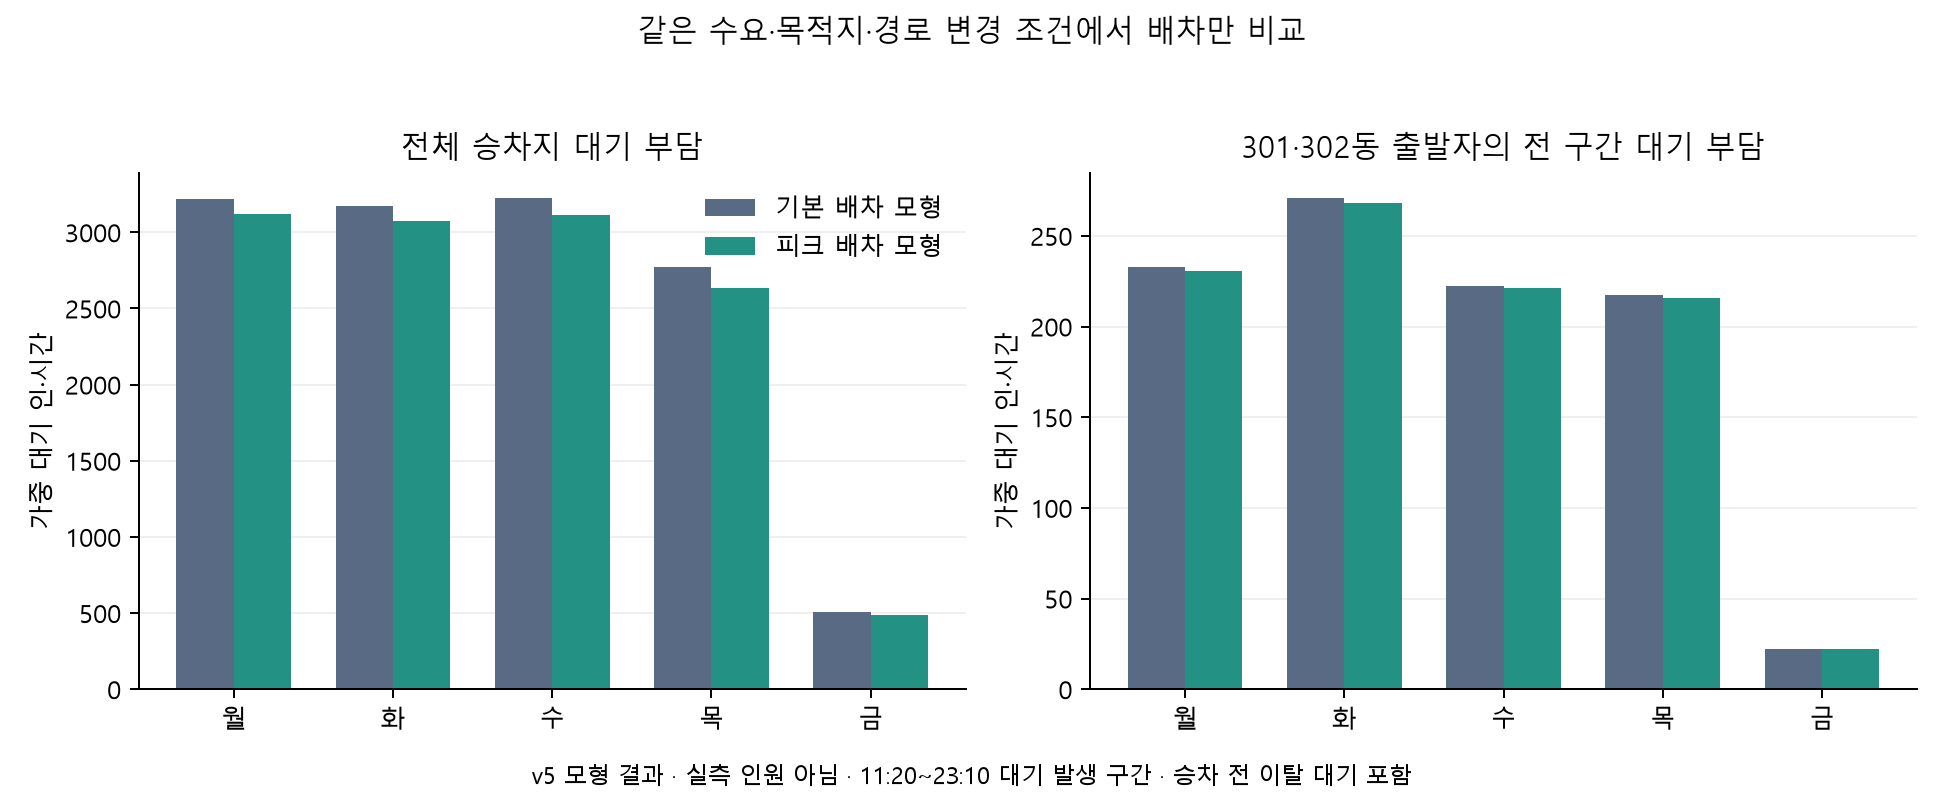 같은 수요·목적지·경로 변경 조건에서 배차만 비교
전체 승차지 대기 부담
기본 배차 모형
피크 배차 모형
가중 대기 인·시간
3000
2500
2000
1500
1000
500
0
월 화 수 목 금
301·302동 출발자의 전 구간 대기 부담
가중 대기 인·시간
250
200
150
100
50
0
월 화 수 목 금
v5 모형 결과 · 실측 인원 아님 · 11:20~23:10 대기 발생 구간 · 승차 전 이탈 대기 포함